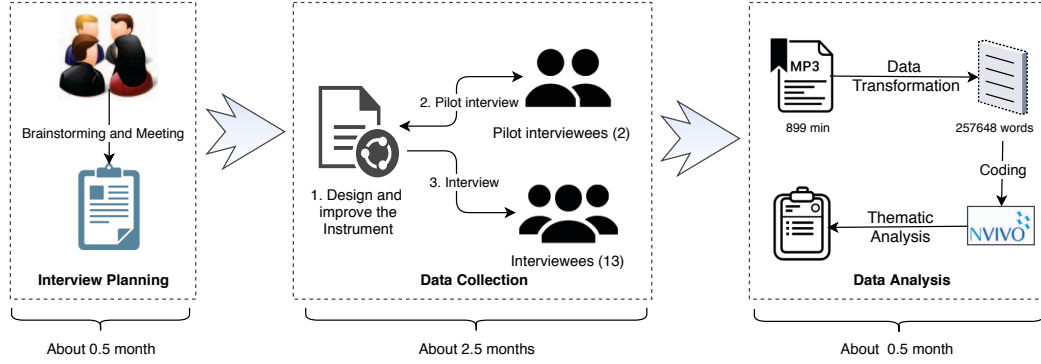 Brainstorming and Meeting
Interview Planning
About 0.5 month
2. Pilot interview
Pilot interviewees (2)
1. Design and
improve the
Instrument
3. Interview
Interviewees (13)
Data Collection
About 2.5 months
MP3
899 min
Data
Transformation
257648 words
Coding
NVIVO
Thematic
Analysis
Data Analysis
About 0.5 month